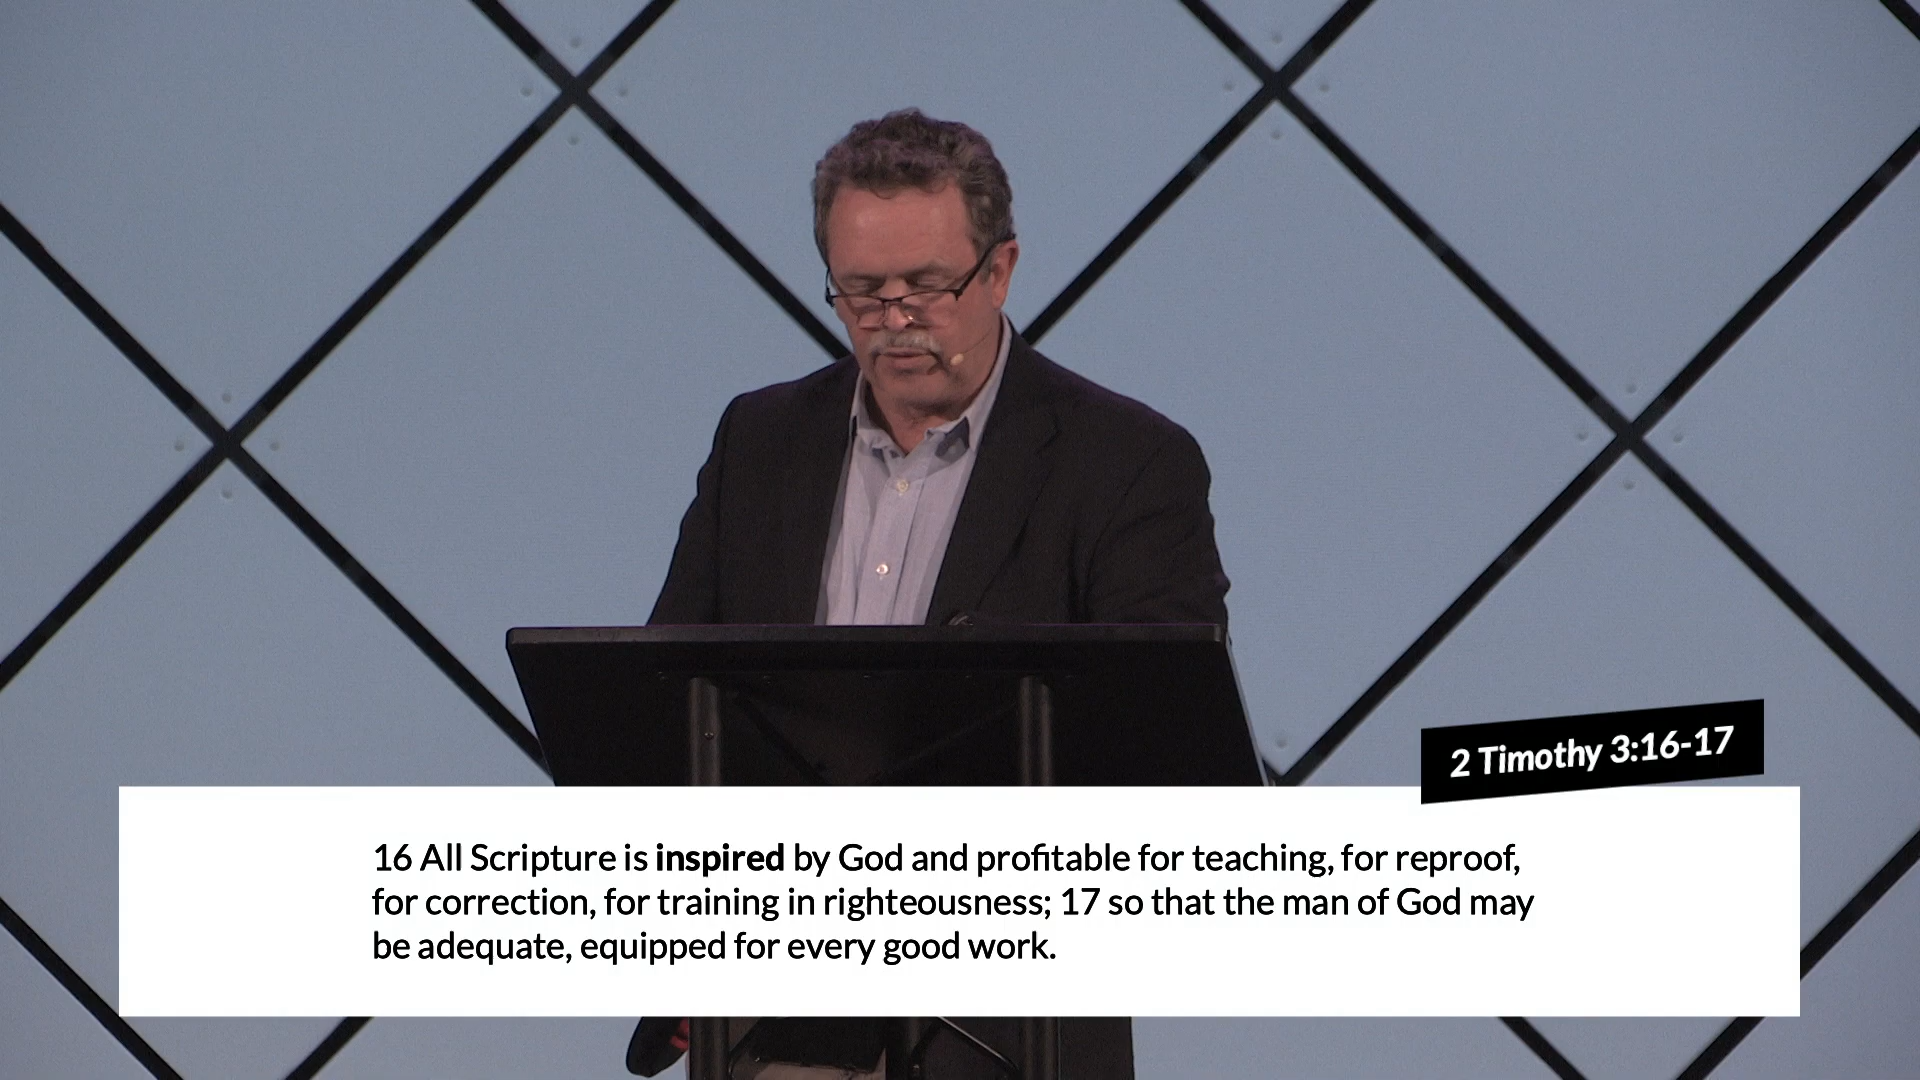 2 Timothy 3:16-17
16 All Scripture is inspired by God and profitable for teaching, for reproof,
for correction, for training in righteousness; 17 so that the man of God may
be adequate, equipped for every good work.